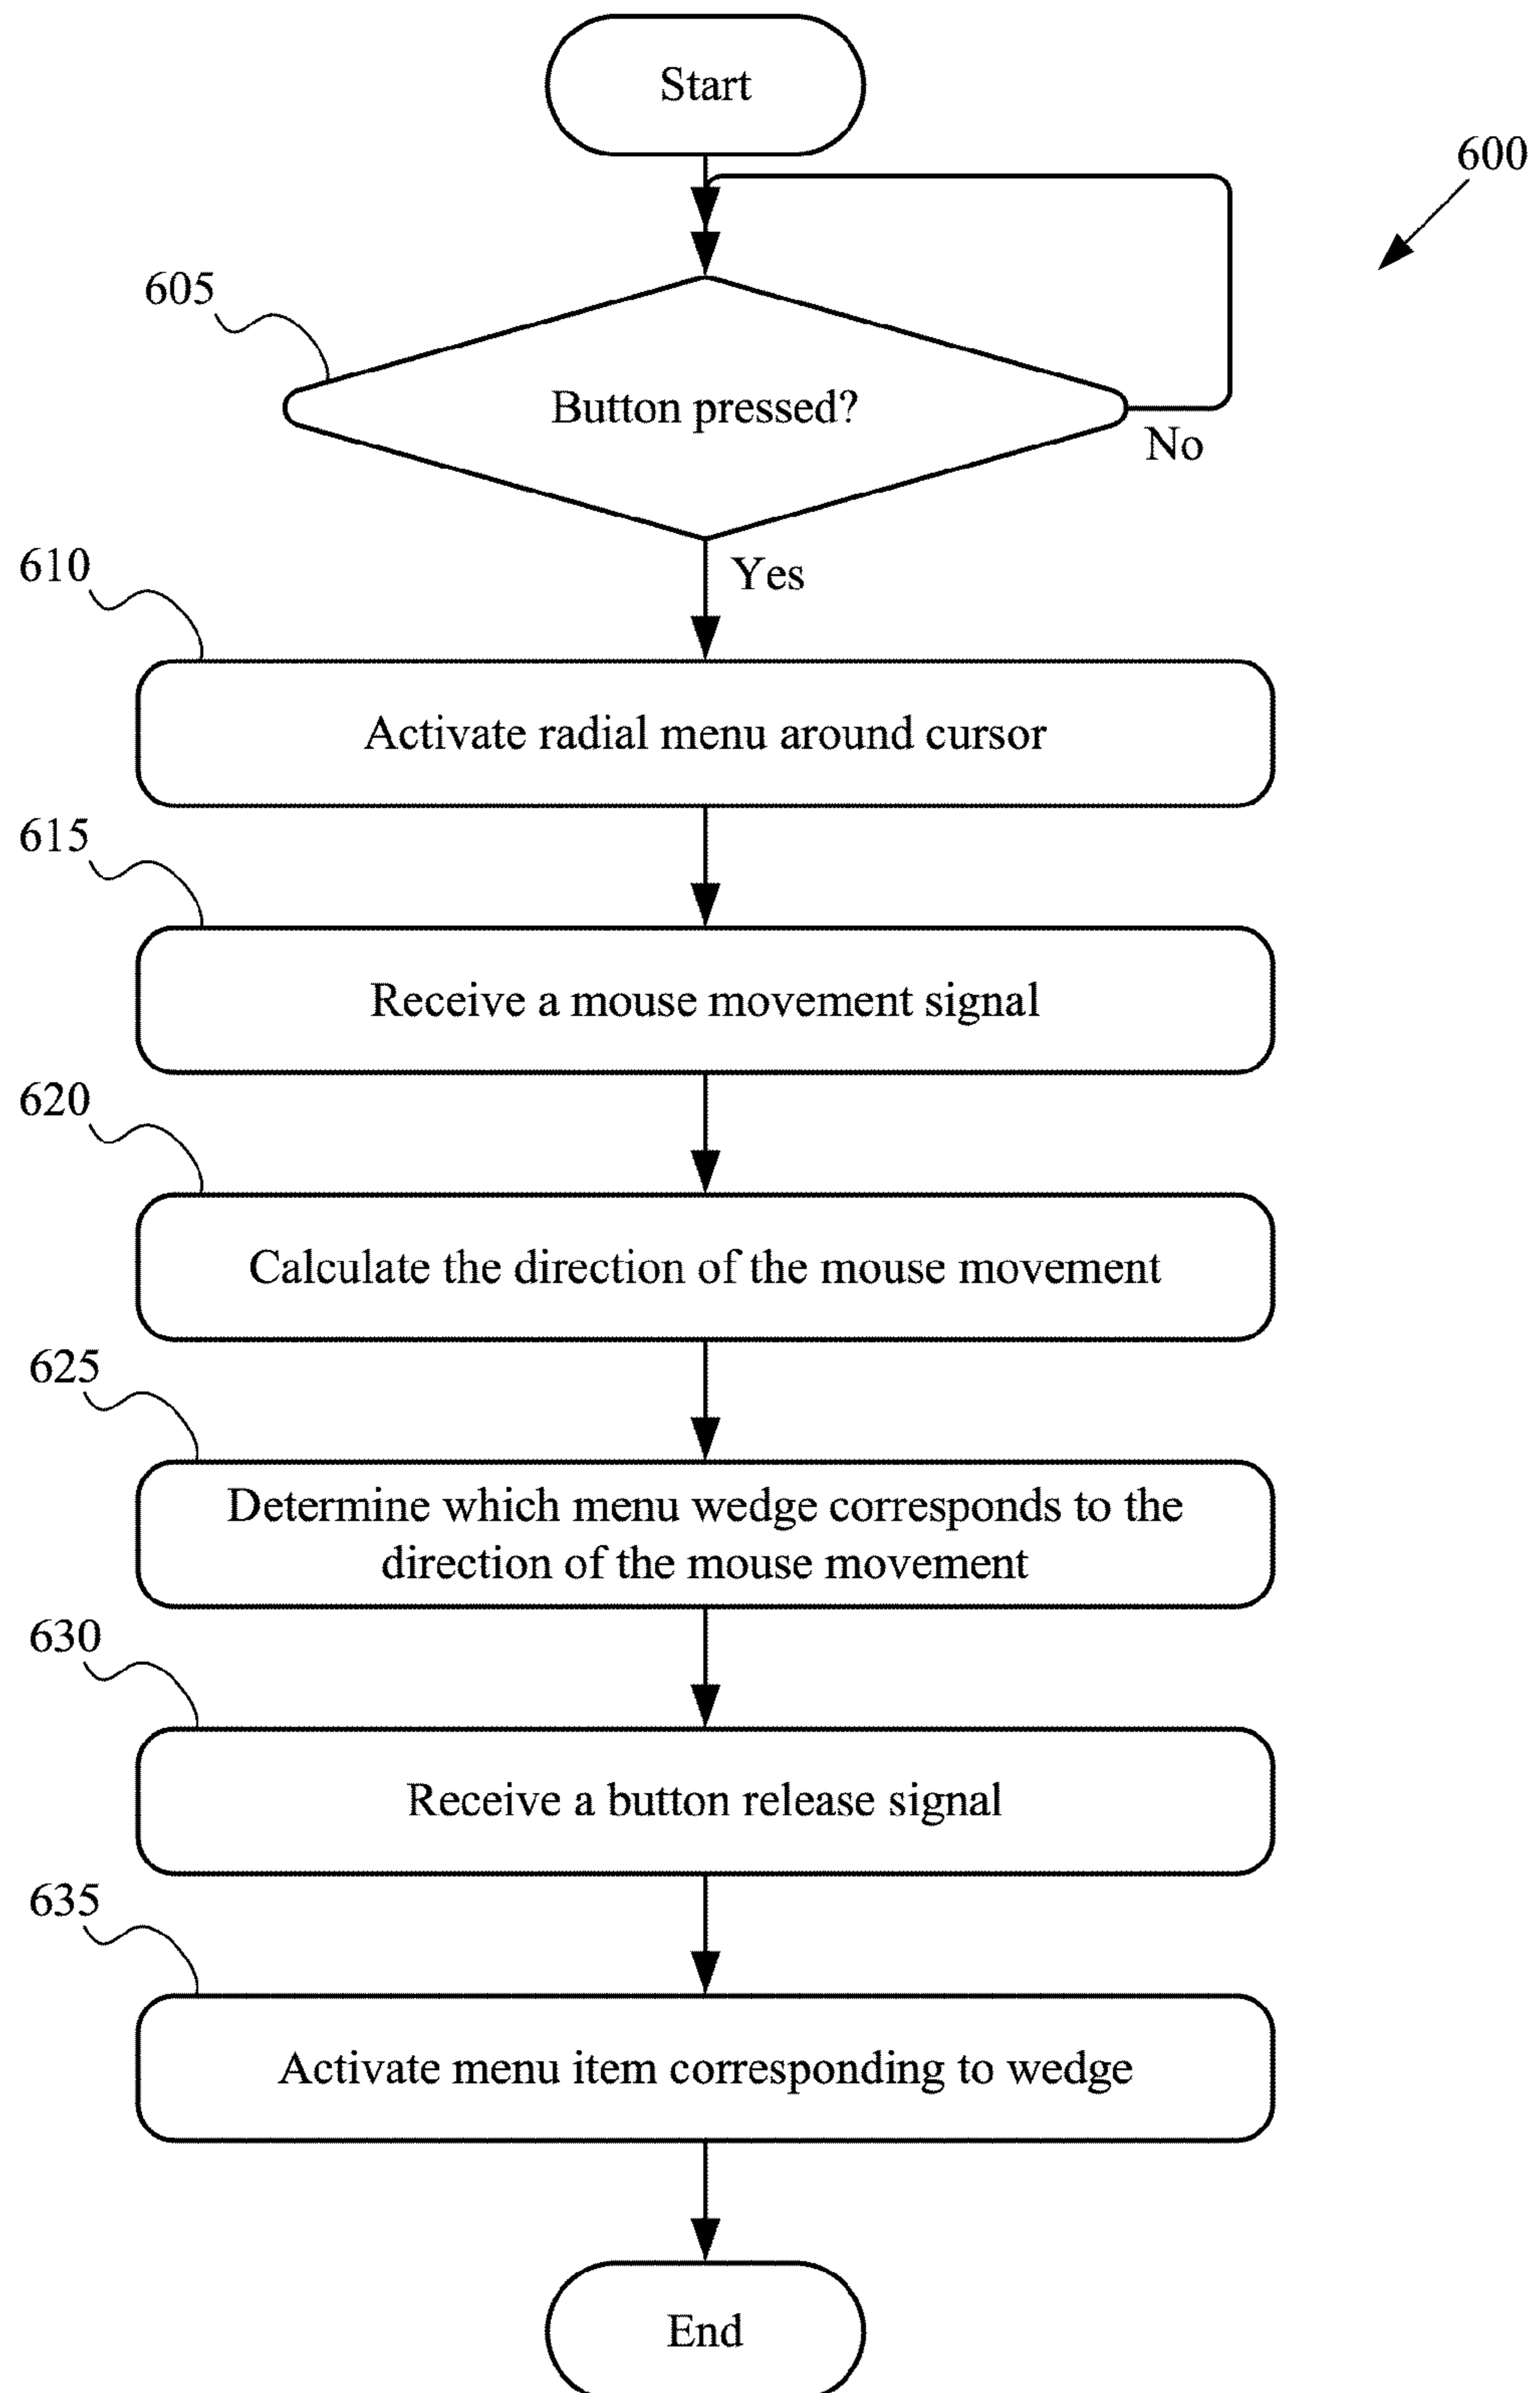 Start
600
605
Button pressed?
No
Yes
610
Activate radial menu around cursor
615
Receive a mouse movement signal
620
Calculate the direction of the mouse movement
625
Determine which menu wedge corresponds to the
direction of the mouse movement
630
Receive a button release signal
635
Activate menu item corresponding to wedge
End